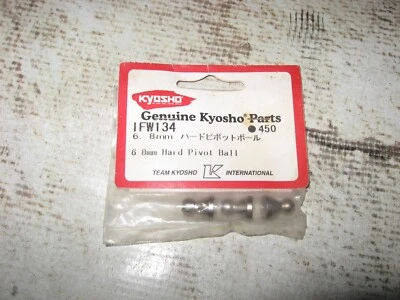 KYOSHO
Genuine Kyosho Parts
IFW134 ●450
6. 8mm ハードピボットボール
6.8mm Hard Pivot Ball
TEAM KYOSHO K INTERNATIONAL